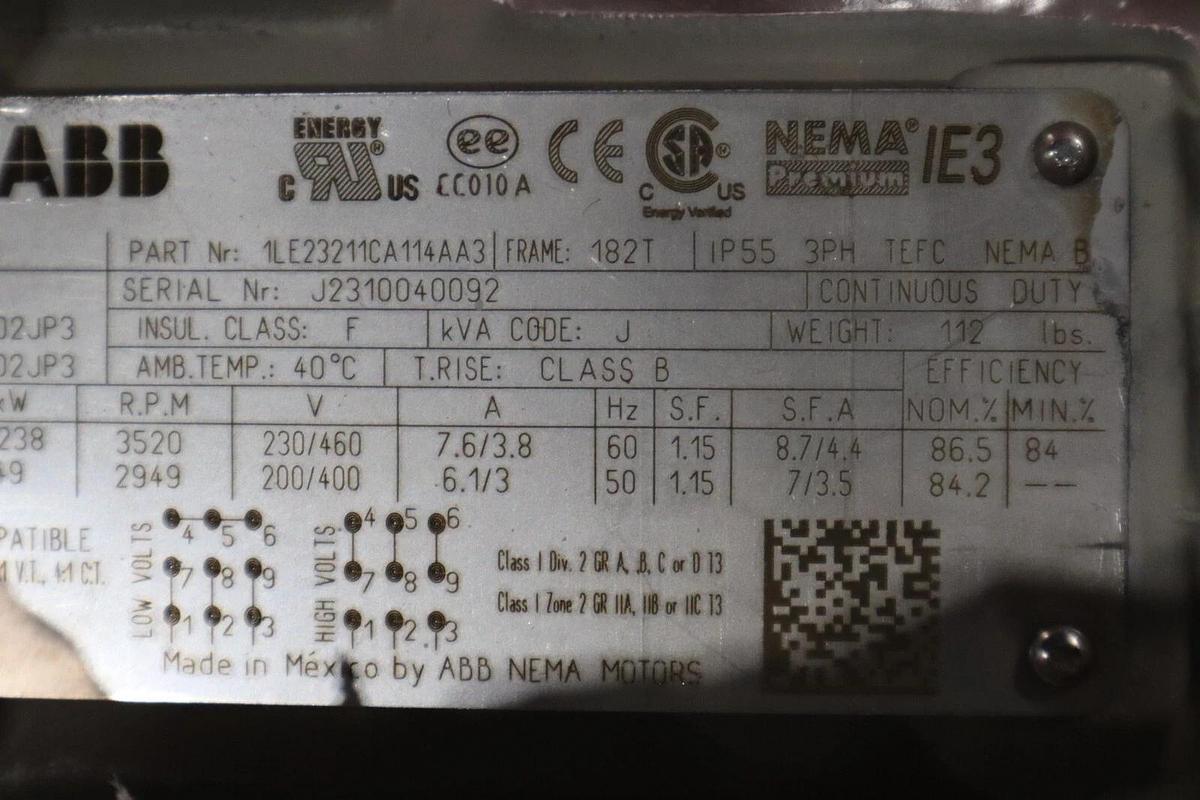 ABB ENERGY C UR® US ee CC010A CE CSA® C US Energy Verified NEMA® Premium IE3
PART Nr: 1LE23211CA114AA3 FRAME: 182T IP55 3PH TEFC NEMA B
SERIAL Nr: J2310040092 CONTINUOUS DUTY
02JP3 INSUL. CLASS: F kVA CODE: J WEIGHT: 112 lbs.
02JP3 AMB.TEMP.: 40°C T.RISE: CLASS B EFFICIENCY
kW R.P.M V A Hz S.F. S.F.A NOM.% MIN.%
238 3520 230/460 7.6/3.8 60 1.15 8.7/4.4 86.5 84
49 2949 200/400 6.1/3 50 1.15 7/3.5 84.2 --
PATIBLE
V.T., C.T.
LOW VOLTS
4 5 6
7 8 9
1 2 3
HIGH VOLTS
4 5 6
7 8 9
1 2 3
Class I Div. 2 GR A, B, C or D T3
Class I Zone 2 GR IIA, IIB or IIC T3
Made in México by ABB NEMA MOTORS